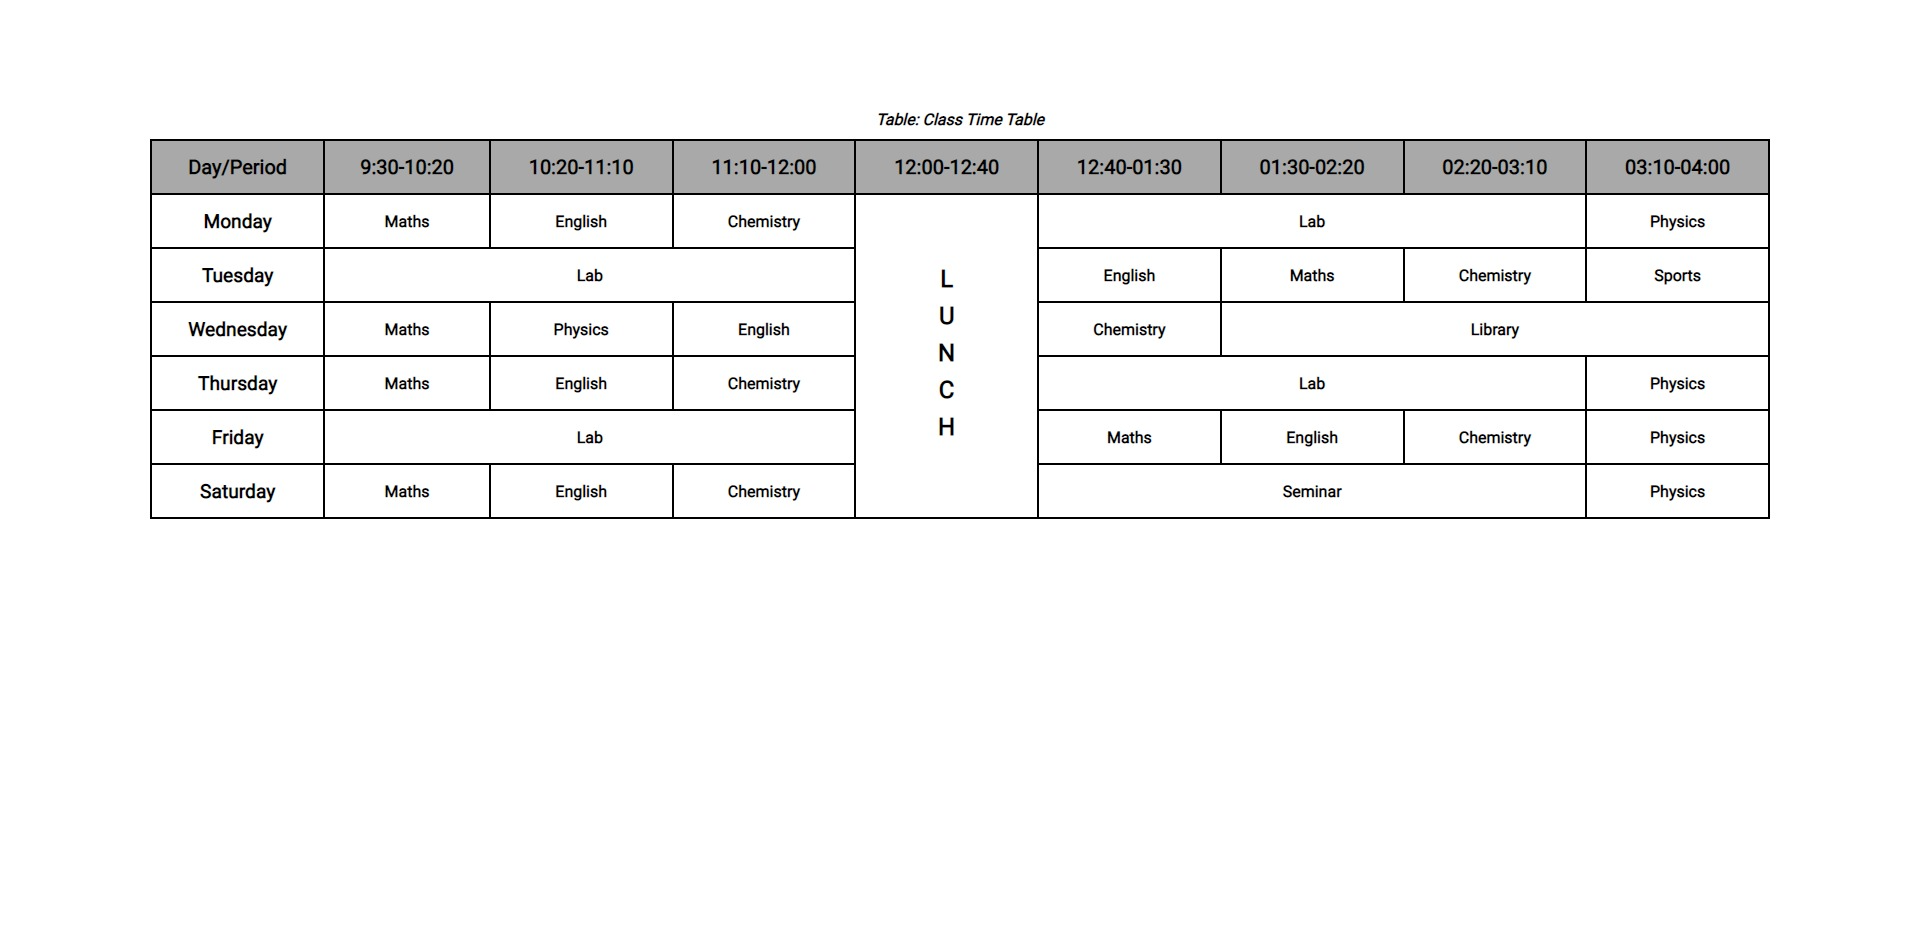 Table: Class Time Table
Day/Period 9:30-10:20 10:20-11:10 11:10-12:00 12:00-12:40 12:40-01:30 01:30-02:20 02:20-03:10 03:10-04:00
Monday Maths English Chemistry Lab Physics
Tuesday Lab English Maths Chemistry Sports
Wednesday Maths Physics English Chemistry Library
Thursday Maths English Chemistry Lab Physics
Friday Lab Maths English Chemistry Physics
Saturday Maths English Chemistry Seminar Physics
L
U
N
C
H